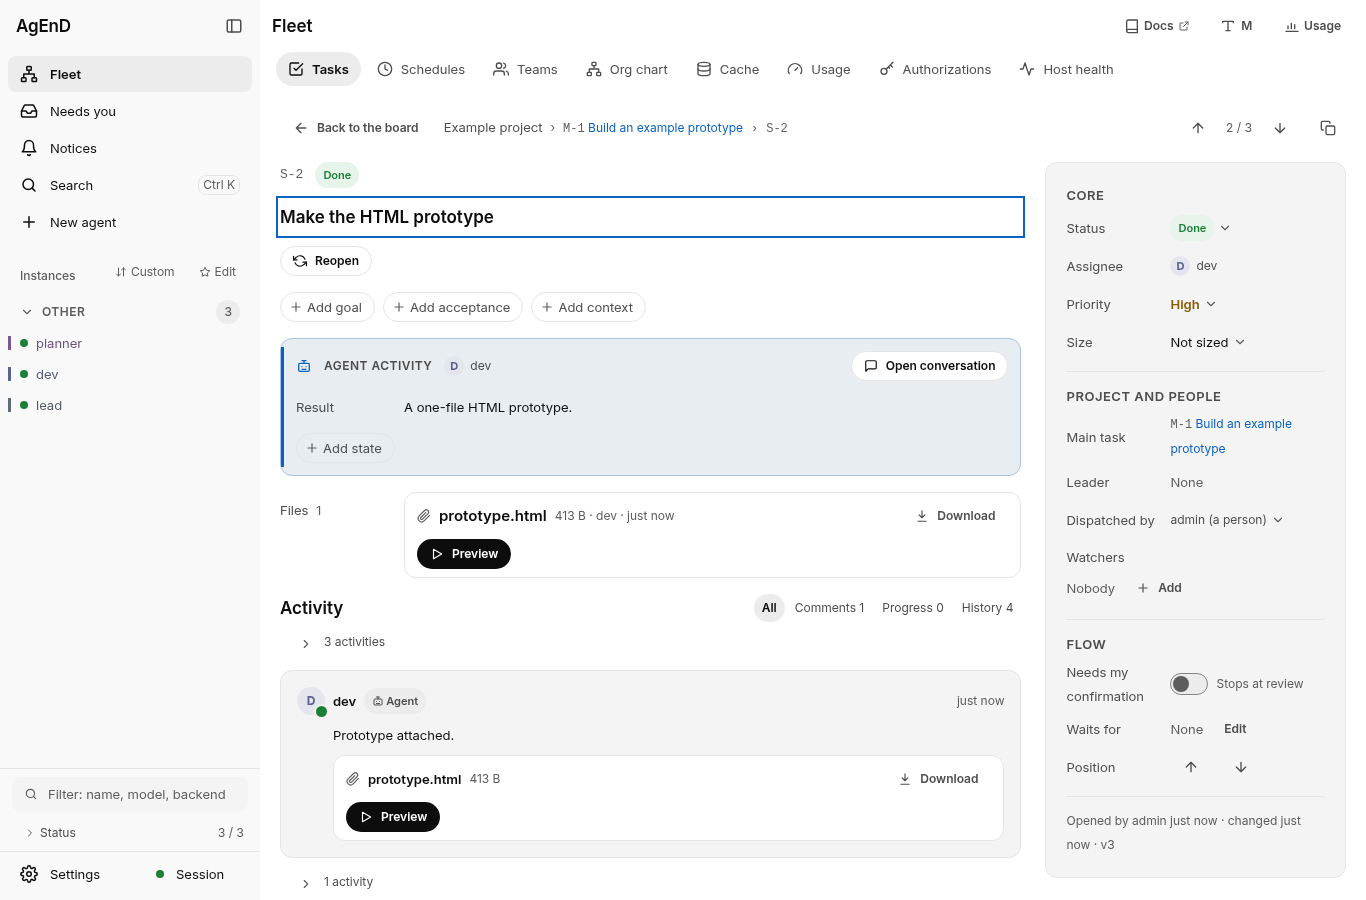 AgEnD
Fleet
Needs you
Notices
Search
Ctrl K
New agent
Instances
Custom
Edit
OTHER
3
planner
dev
lead
Filter: name, model, backend
Status
3 / 3
Settings
Session
Fleet
Docs
M
Usage
Tasks
Schedules
Teams
Org chart
Cache
Usage
Authorizations
Host health
Back to the board
Example project › M-1 Build an example prototype › S-2
2 / 3
S-2
Done
Make the HTML prototype
Reopen
Add goal
Add acceptance
Add context
AGENT ACTIVITY
D
dev
Open conversation
Result
A one-file HTML prototype.
Add state
Files 1
prototype.html
413 B · dev · just now
Download
Preview
Activity
All
Comments 1
Progress 0
History 4
3 activities
D
dev
Agent
just now
Prototype attached.
prototype.html
413 B
Download
Preview
1 activity
CORE
Status
Done
Assignee
D
dev
Priority
High
Size
Not sized
PROJECT AND PEOPLE
Main task
M-1 Build an example
prototype
Leader
None
Dispatched by
admin (a person)
Watchers
Nobody
Add
FLOW
Needs my
confirmation
Stops at review
Waits for
None
Edit
Position
Opened by admin just now · changed just
now · v3